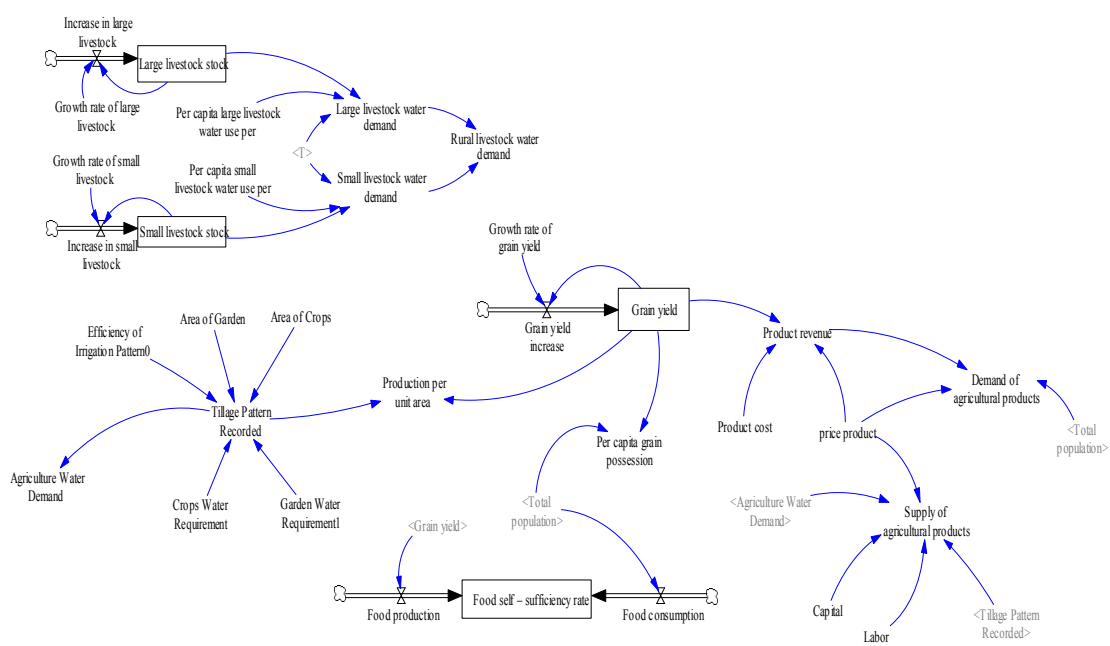 Increase in large
livestock
Large livestock stock
Growth rate of large
livestock
Per capita large livestock
water use per
Large livestock water
demand
Rural livestock water
demand
<T>
Growth rate of small
livestock
Per capita small
livestock water use per
Small livestock water
demand
Small livestock stock
Increase in small
livestock
Growth rate of
grain yield
Grain yield
Grain yield
increase
Product revenue
Efficiency of
Irrigation Pattern0
Area of Garden
Area of Crops
Production per
unit area
Demand of
agricultural products
Tillage Pattern
Recorded
Product cost
price product
<Total
population>
Per capita grain
possession
Agriculture Water
Demand
Crops Water
Requirement
Garden Water
Requirement1
<Total
population>
<Grain yield>
<Agriculture Water
Demand>
Supply of
agricultural products
Food self – sufficiency rate
Food production
Food consumption
Capital
Labor
<Tillage Pattern
Recorded>